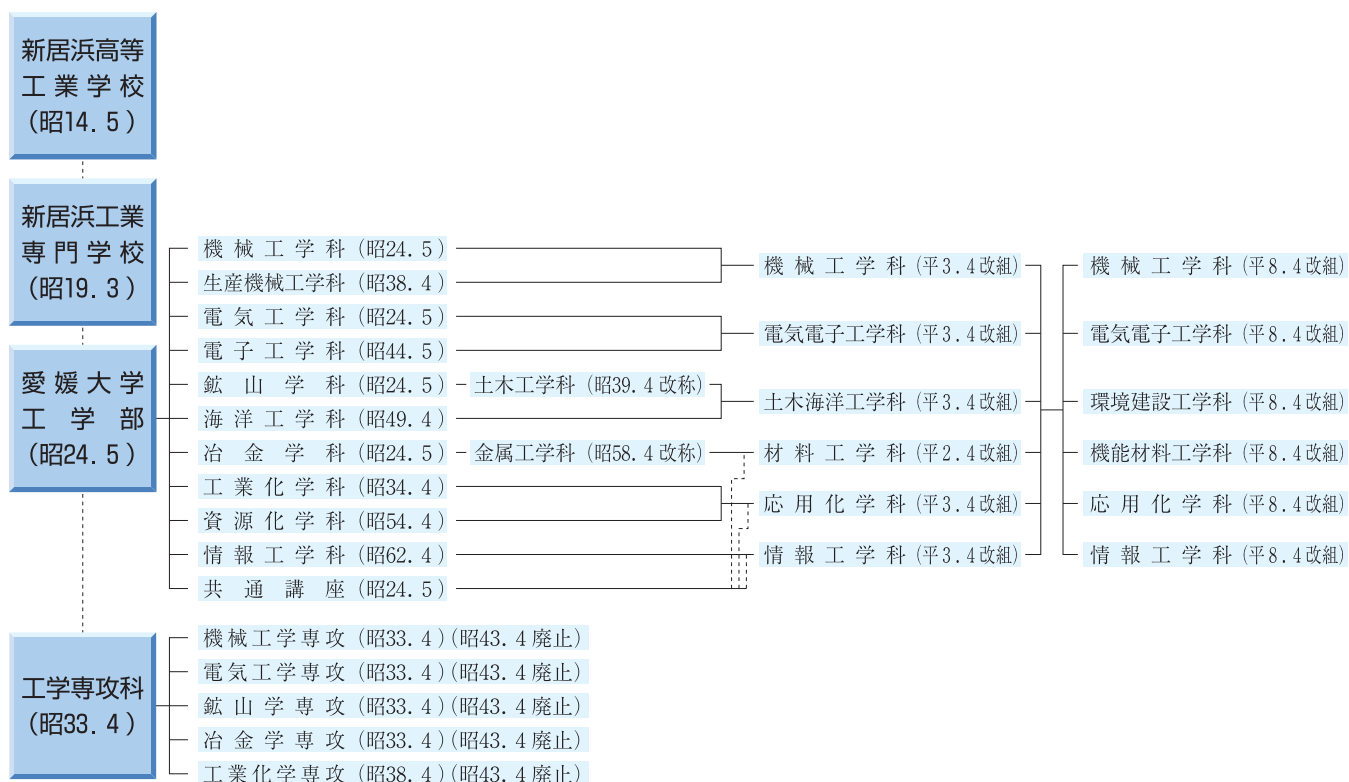 新居浜高等
工業学校
(昭14. 5)
新居浜工業
専門学校
(昭19. 3)
愛媛大学
工学部
(昭24. 5)
機械工学科 (昭24. 5)
生産機械工学科 (昭38. 4)
電気工学科 (昭24. 5)
電子工学科 (昭44. 5)
鉱山学科 (昭24. 5)
土木工学科 (昭39. 4改称)
海洋工学科 (昭49. 4)
冶金学科 (昭24. 5)
金属工学科 (昭58. 4改称)
工業化学科 (昭34. 4)
資源化学科 (昭54. 4)
情報工学科 (昭62. 4)
共通講座 (昭24. 5)
機械工学科 (平3. 4改組)
電気電子工学科 (平3. 4改組)
土木海洋工学科 (平3. 4改組)
材料工学科 (平2. 4改組)
応用化学科 (平3. 4改組)
情報工学科 (平3. 4改組)
機械工学科 (平8. 4改組)
電気電子工学科 (平8. 4改組)
環境建設工学科 (平8. 4改組)
機能材料工学科 (平8. 4改組)
応用化学科 (平8. 4改組)
情報工学科 (平8. 4改組)
工学専攻科
(昭33. 4)
機械工学専攻 (昭33. 4)(昭43. 4廃止)
電気工学専攻 (昭33. 4)(昭43. 4廃止)
鉱山学専攻 (昭33. 4)(昭43. 4廃止)
冶金学専攻 (昭33. 4)(昭43. 4廃止)
工業化学専攻 (昭38. 4)(昭43. 4廃止)